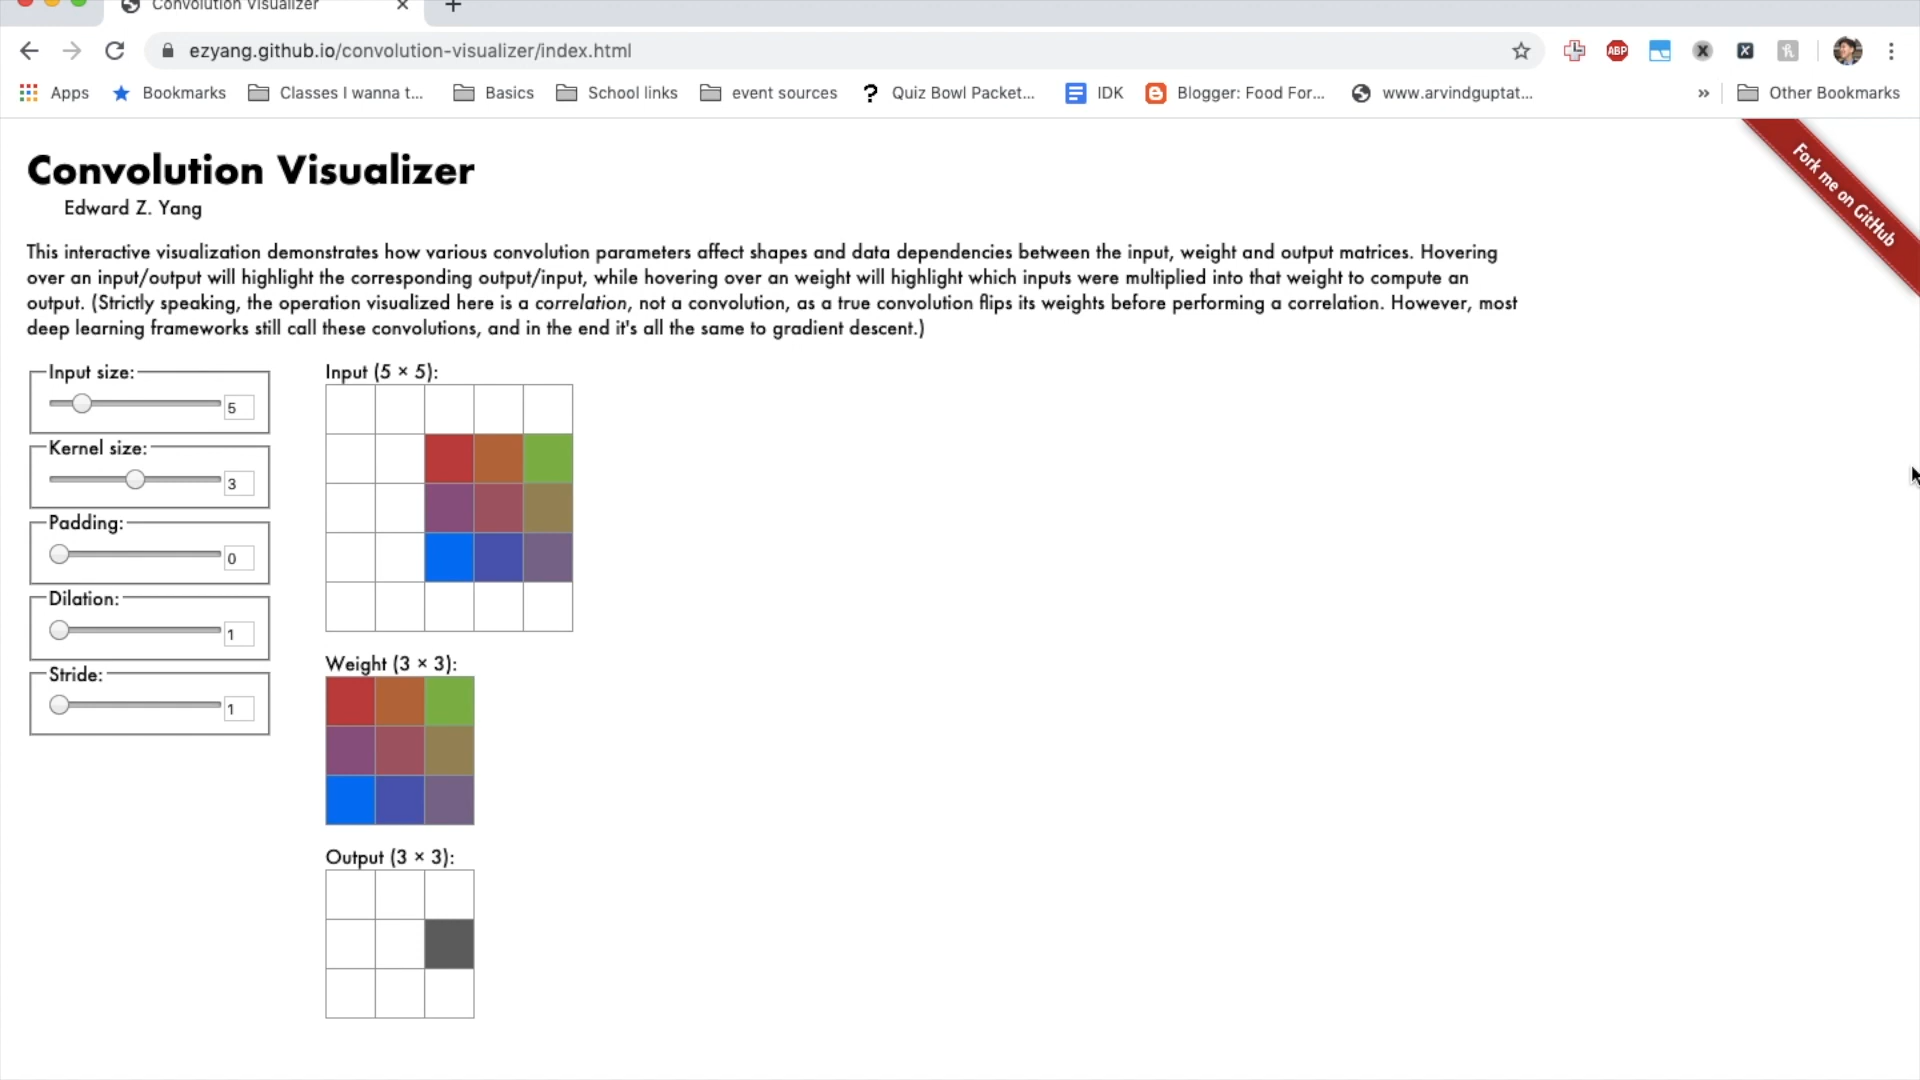 Convolution Visualizer
ezyang.github.io/convolution-visualizer/index.html
ABP
Apps
Bookmarks
Classes I wanna t...
Basics
School links
event sources
? Quiz Bowl Packet...
IDK
Blogger: Food For...
www.arvindguptat...
»
Other Bookmarks
Fork me on GitHub
Convolution Visualizer
Edward Z. Yang
This interactive visualization demonstrates how various convolution parameters affect shapes and data dependencies between the input, weight and output matrices. Hovering
over an input/output will highlight the corresponding output/input, while hovering over an weight will highlight which inputs were multiplied into that weight to compute an
output. (Strictly speaking, the operation visualized here is a correlation, not a convolution, as a true convolution flips its weights before performing a correlation. However, most
deep learning frameworks still call these convolutions, and in the end it's all the same to gradient descent.)
Input size:
5
Kernel size:
3
Padding:
0
Dilation:
1
Stride:
1
Input (5 × 5):
Weight (3 × 3):
Output (3 × 3):